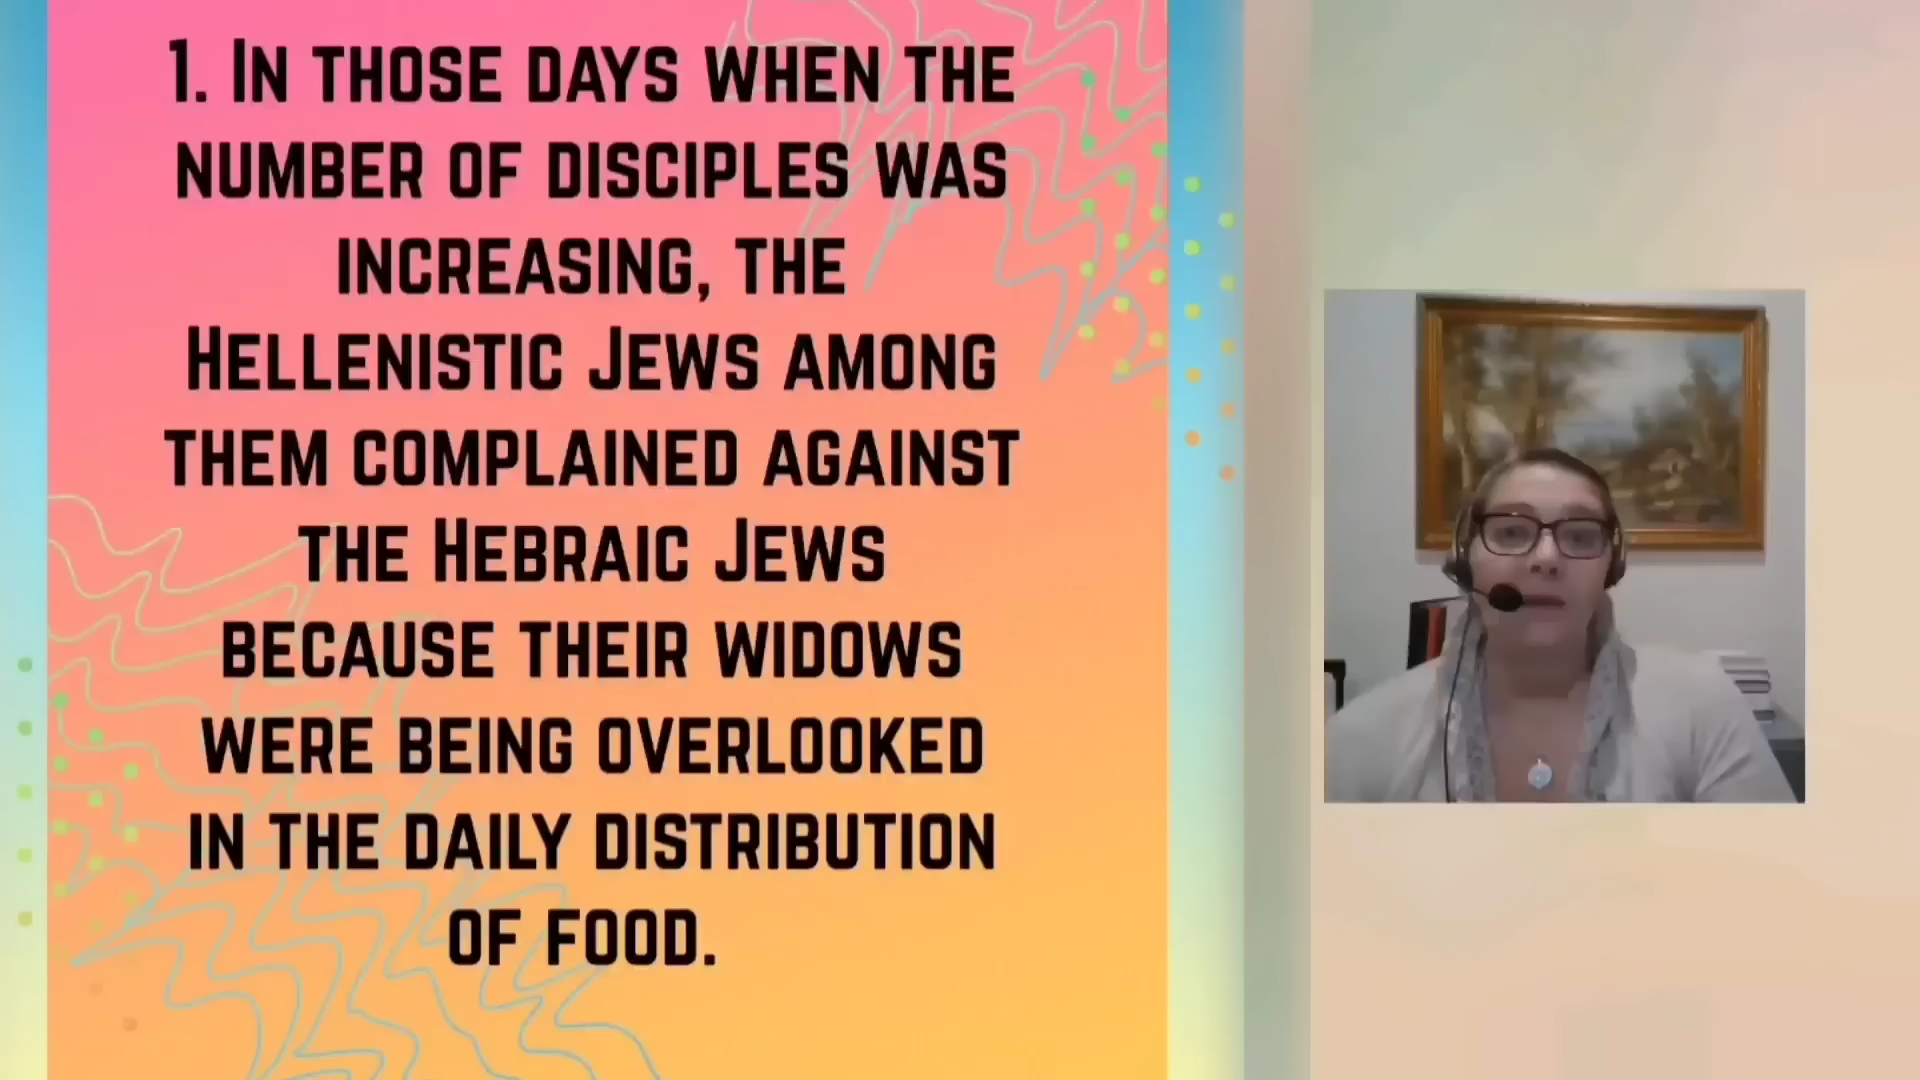 1. In those days when the
number of disciples was
increasing, the
Hellenistic Jews among
them complained against
the Hebraic Jews
because their widows
were being overlooked
in the daily distribution
of food.